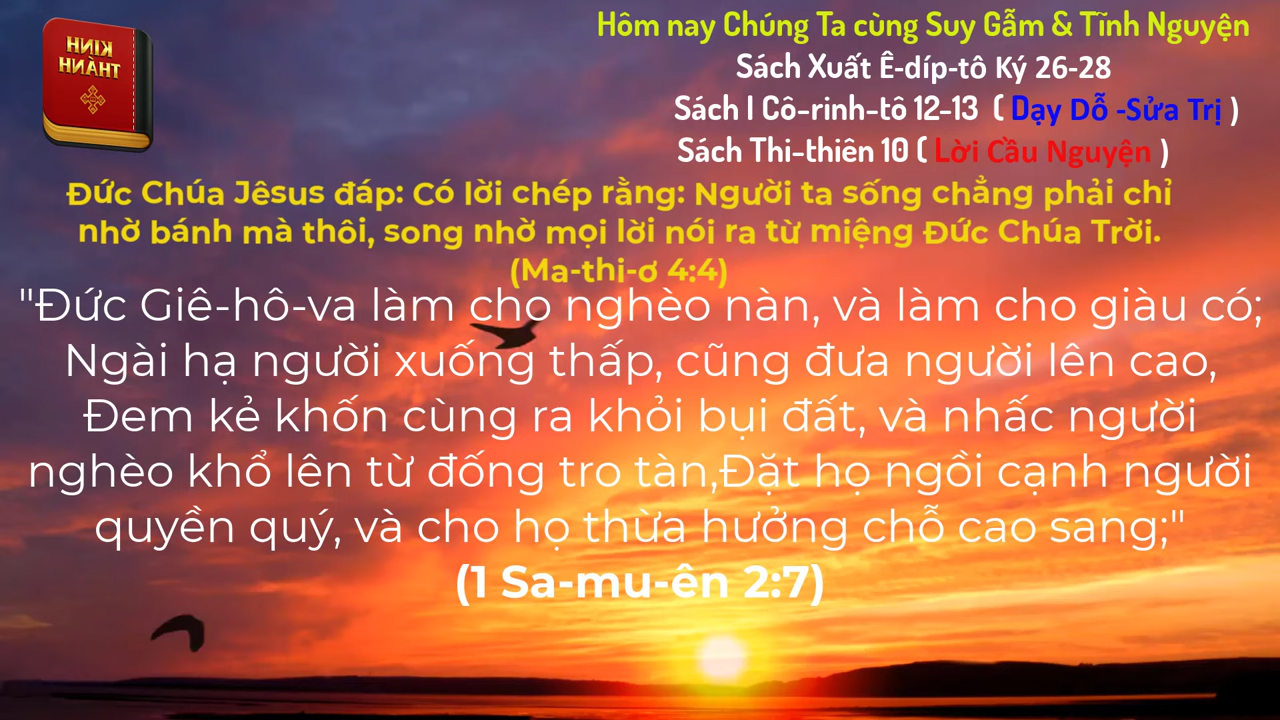 KINH
THÀNH
Hôm nay Chúng Ta cùng Suy Gẫm & Tĩnh Nguyện
Sách Xuất Ê-díp-tô Ký 26-28
Sách I Cô-rinh-tô 12-13 ( Dạy Dỗ -Sửa Trị )
Sách Thi-thiên 10 ( Lời Cầu Nguyện )
Đức Chúa Jêsus đáp: Có lời chép rằng: Người ta sống chẳng phải chỉ
nhờ bánh mà thôi, song nhờ mọi lời nói ra từ miệng Đức Chúa Trời.
(Ma-thi-ơ 4:4)
"Đức Giê-hô-va làm cho nghèo nàn, và làm cho giàu có;
Ngài hạ người xuống thấp, cũng đưa người lên cao,
Đem kẻ khốn cùng ra khỏi bụi đất, và nhấc người
nghèo khổ lên từ đống tro tàn,Đặt họ ngồi cạnh người
quyền quý, và cho họ thừa hưởng chỗ cao sang;"
(1 Sa-mu-ên 2:7)